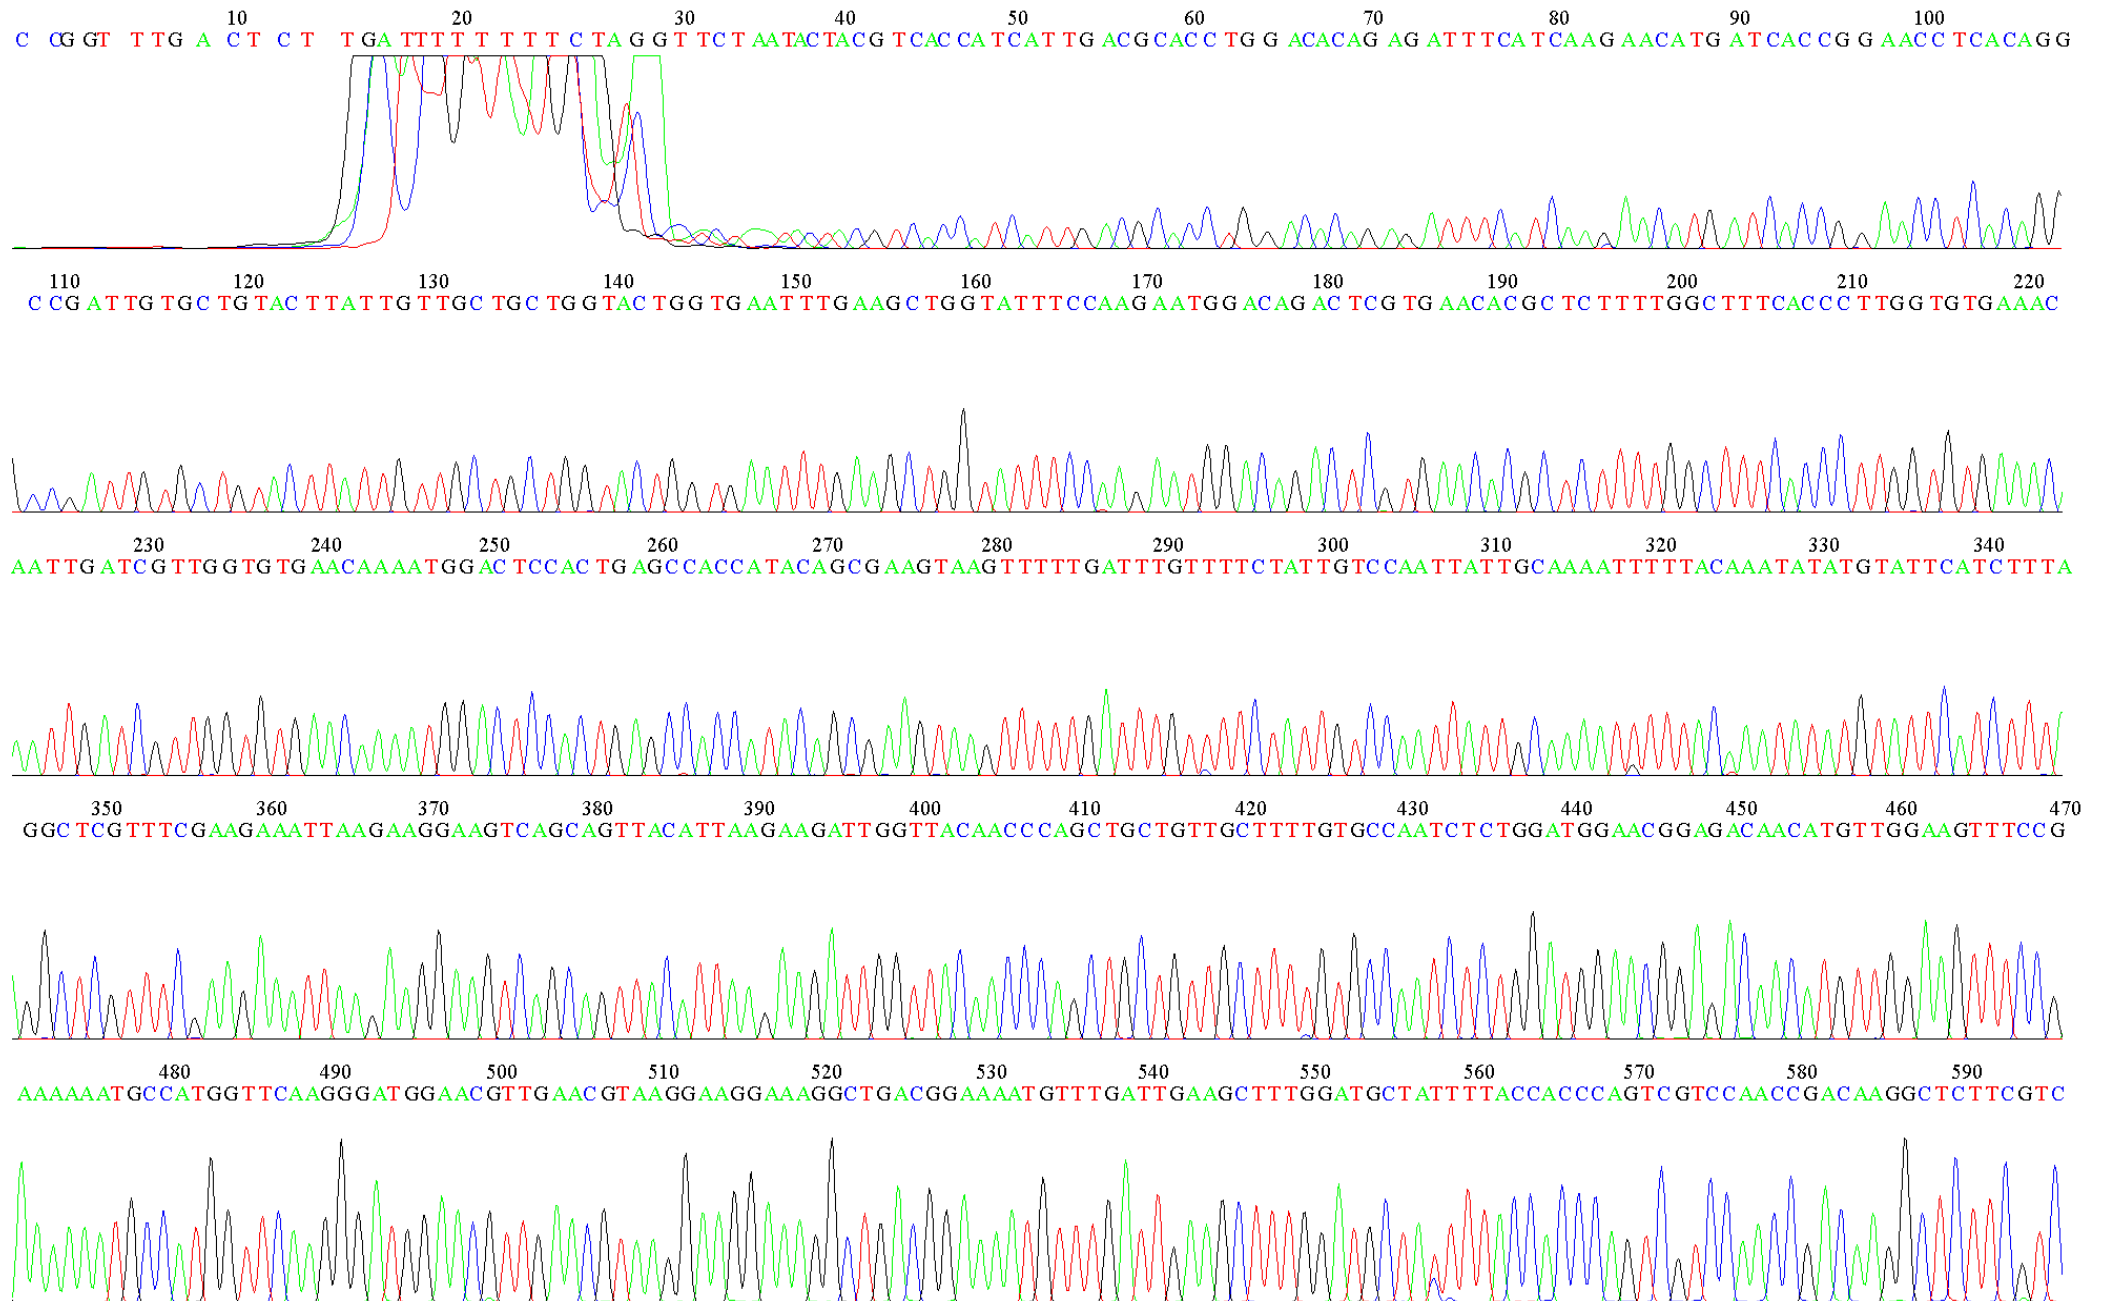 10 20 30 40 50 60 70 80 90 100
C CGGT TTG A CT CT TGATTTTTTTTCTAGGTTCTAATACTACGTCACCATCATTGACGCACCTGGACACAGAGATTTCATCAAGAACATGATCACCGGAACCTCACAGG
110 120 130 140 150 160 170 180 190 200 210 220
CCGATTGTGCTGTACTTATTGTTGCTGCTGGTACTGGTGAATTTGAAGCTGGTATTTCCAAGAATGGACAGACTCGTGAACACGCTCTTTTGGCTTTCACCCTTGGTGTGAAAC
230 240 250 260 270 280 290 300 310 320 330 340
AATTGATCGTTGGTGTGAACAAAATGGACTCCACTGAGCCACCATACAGCGAAGTAAGTTTTTGATTTGTTTTCTATTGTCCAATTATTGCAAAATTTTTACAAATATATGTATTCATCTTTA
350 360 370 380 390 400 410 420 430 440 450 460 470
GGCTCGTTTCGAAGAAATTAAGAAGGAAGTCAGCAGTTACATTAAGAAGATTGGTTACAACCCAGCTGCTGTTGCTTTTGTGCCAATCTCTGGATGGAACGGAGACAACATGTTGGAAGTTTCCG
480 490 500 510 520 530 540 550 560 570 580 590
AAAAAATGCCATGGTTCAAGGGATGGAACGTTGAACGTAAGGAAGGAAAGGCTGACGGAAAATGTTTGATTGAAGCTTTGGATGCTATTTTACCACCCAGTCGTCCAACCGACAAGGCTCTTCGTC